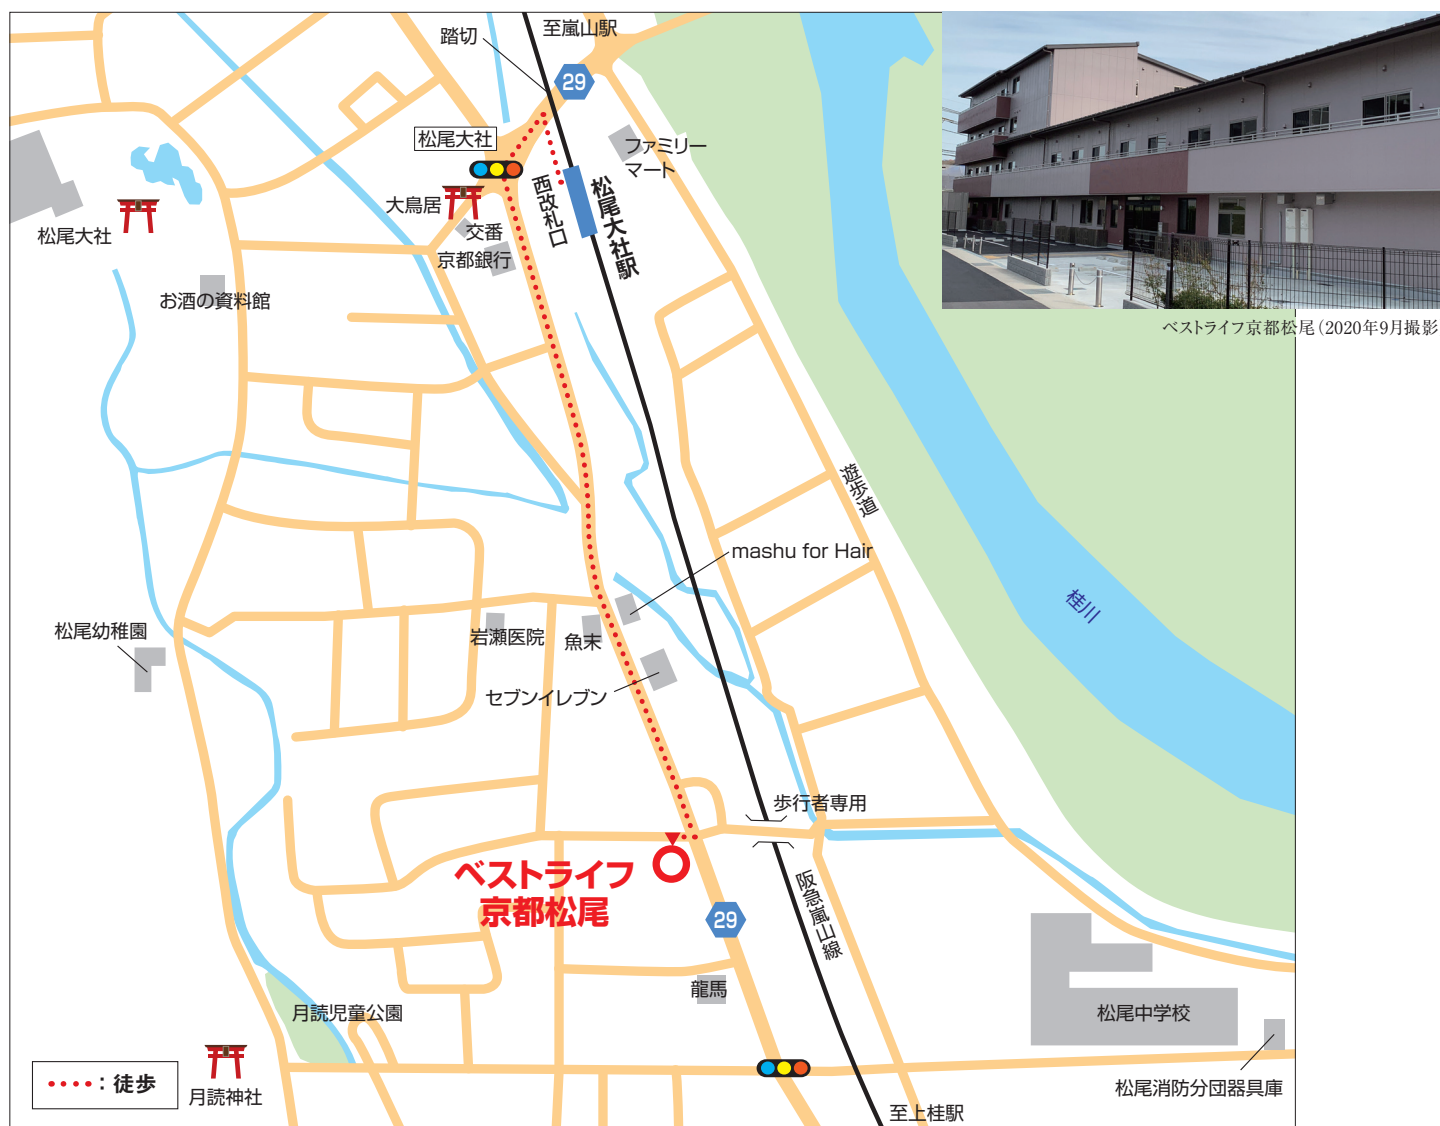 踏切
至嵐山駅
29
松尾大社
ファミリー
マート
西改札口
松尾大社駅
大鳥居
交番
京都銀行
松尾大社
お酒の資料館
ベストライフ京都松尾（2020年9月撮影
遊歩道
mashu for Hair
桂川
松尾幼稚園
岩瀬医院
魚末
セブンイレブン
歩行者専用
ベストライフ
京都松尾
阪急嵐山線
29
龍馬
月読児童公園
松尾中学校
松尾消防分団器具庫
：徒歩
月読神社
至上桂駅